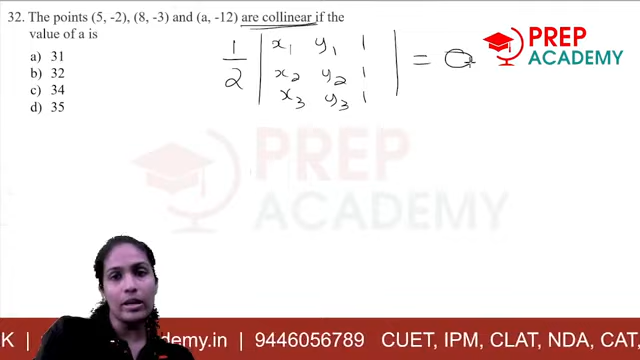 32. The points (5, -2), (8, -3) and (a, -12) are collinear if the
value of a is
a) 31
b) 32
c) 34
d) 35
1/2 | x₁ y₁ 1 |
| x₂ y₂ 1 | = 0
| x₃ y₃ 1 |
PREP
ACADEMY
PREP
ACADEMY
academy.in | 9446056789 CUET, IPM, CLAT, NDA, CAT,